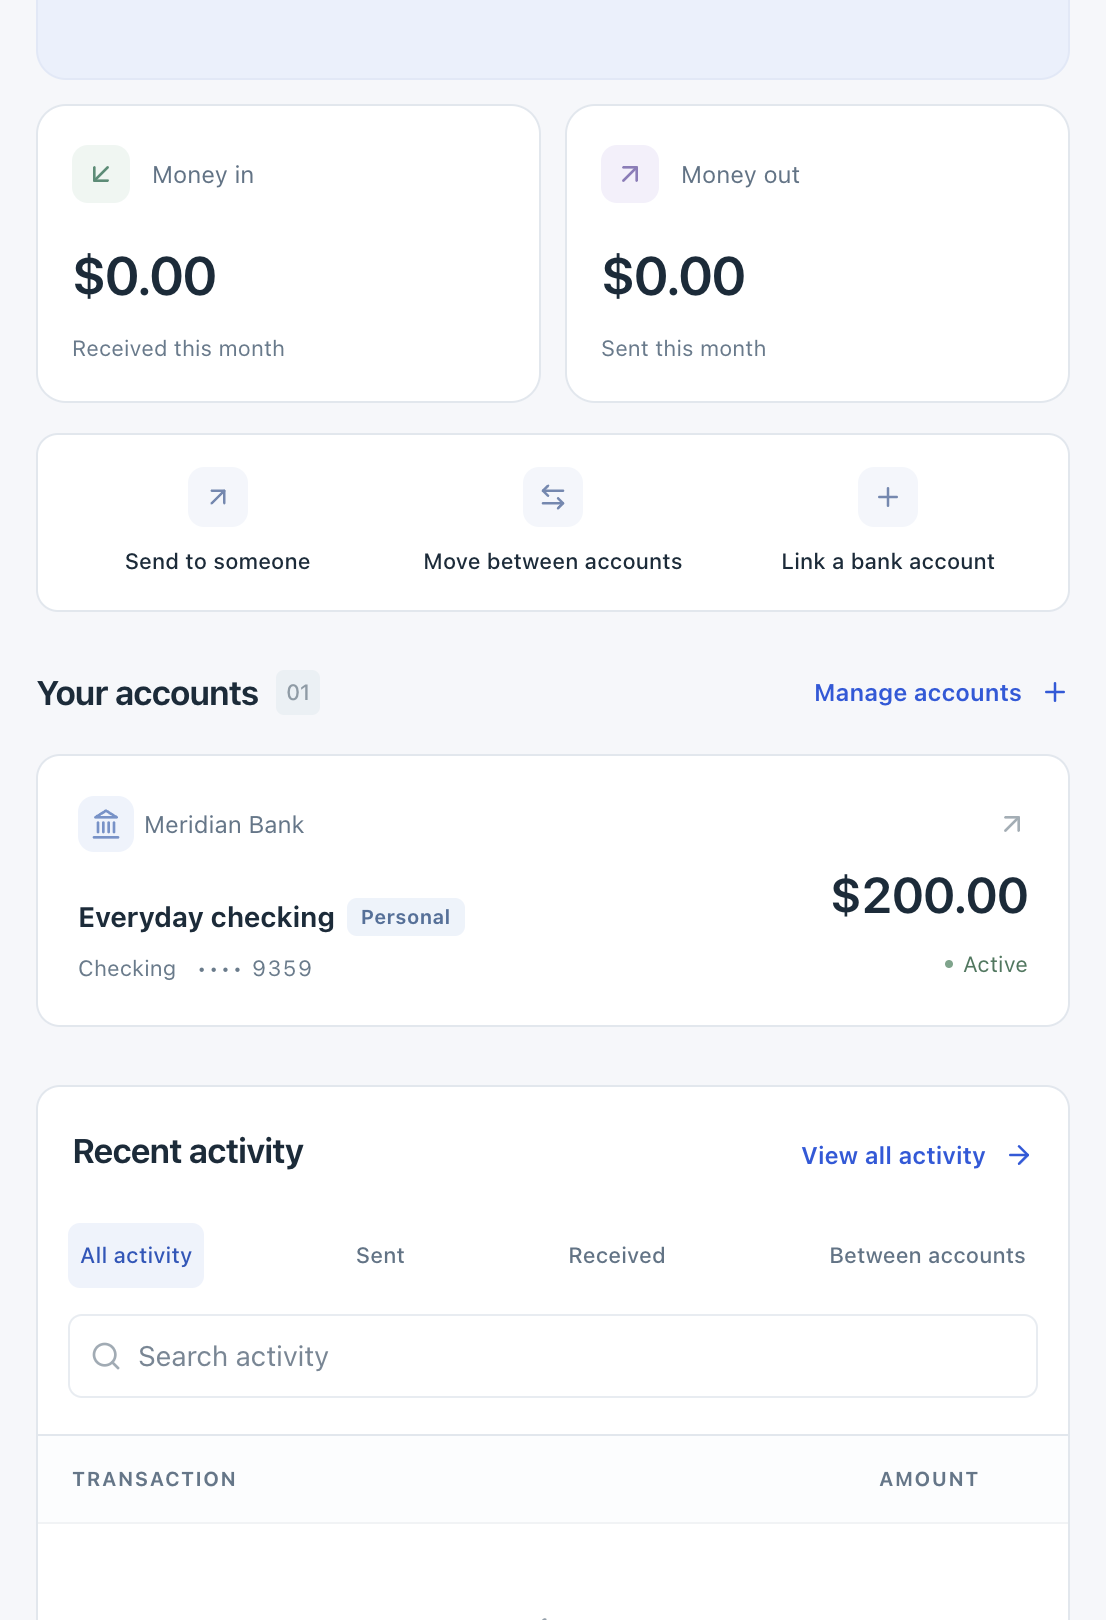 Money in
$0.00
Received this month
Money out
$0.00
Sent this month
Send to someone
Move between accounts
Link a bank account
Your accounts 01
Manage accounts
Meridian Bank
Everyday checking Personal
$200.00
Checking •••• 9359
Active
Recent activity
View all activity
All activity
Sent
Received
Between accounts
Search activity
TRANSACTION
AMOUNT